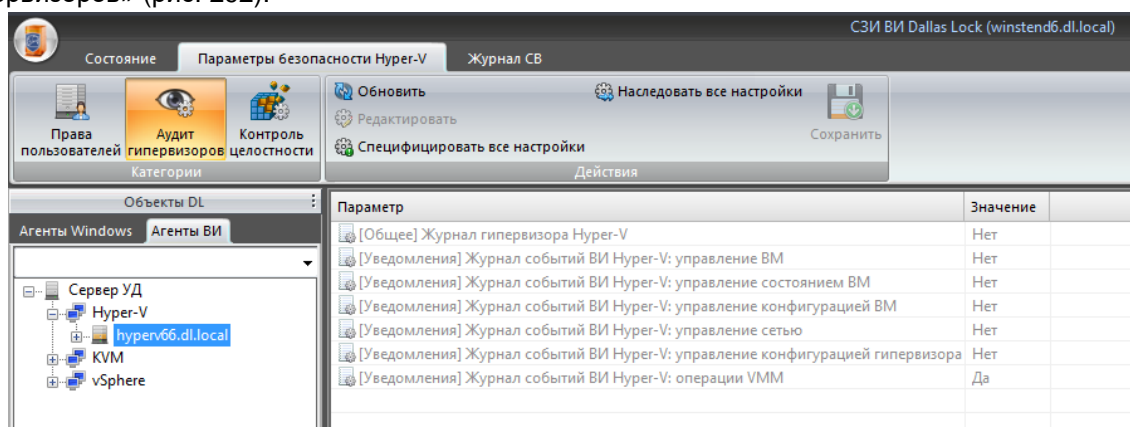 рвизоров» (рис. 202).
СЗИ ВИ Dallas Lock (winstend6.dl.local)
Состояние Параметры безопасности Hyper-V Журнал СВ
Обновить Наследовать все настройки
Редактировать
Права пользователей Аудит гипервизоров Контроль целостности Специфицировать все настройки Сохранить
Категории Действия
Объекты DL Параметр Значение
Агенты Windows Агенты ВИ
[Общее] Журнал гипервизора Hyper-V Нет
[Уведомления] Журнал событий ВИ Hyper-V: управление ВМ Нет
Сервер УД [Уведомления] Журнал событий ВИ Hyper-V: управление состоянием ВМ Нет
Hyper-V [Уведомления] Журнал событий ВИ Hyper-V: управление конфигурацией ВМ Нет
hyperv66.dl.local [Уведомления] Журнал событий ВИ Hyper-V: управление сетью Нет
KVM [Уведомления] Журнал событий ВИ Hyper-V: управление конфигурацией гипервизора Нет
vSphere [Уведомления] Журнал событий ВИ Hyper-V: операции VMM Да